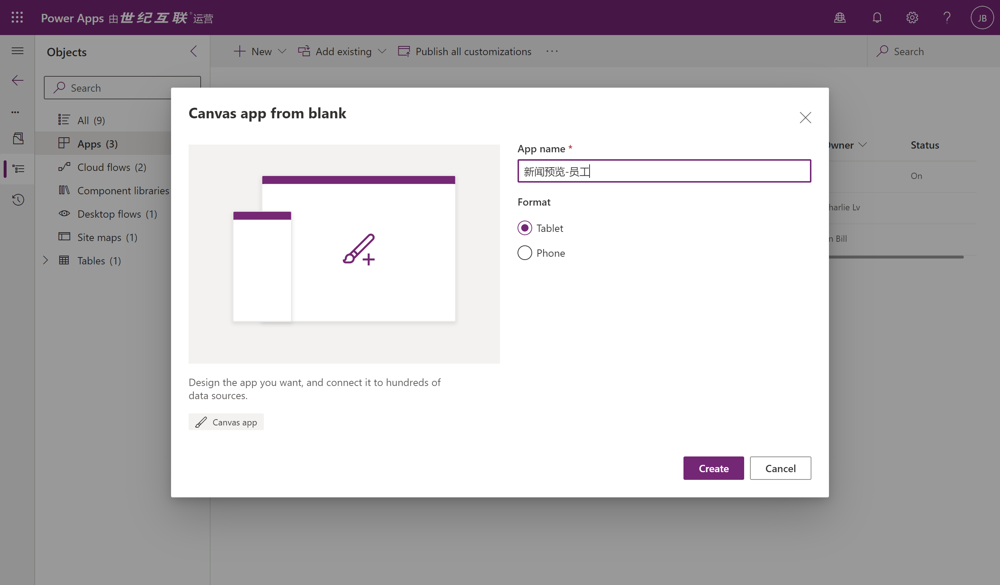 Power Apps 由世纪互联®运营
JB
Objects
New
Add existing
Publish all customizations
Search
Search
All (9)
Apps (3)
Cloud flows (2)
Component libraries
Desktop flows (1)
Site maps (1)
Tables (1)
Canvas app from blank
App name *
新闻预览-员工
Format
Tablet
Phone
Design the app you want, and connect it to hundreds of
data sources.
Canvas app
Create
Cancel
Owner
Status
On
harlie Lv
n Bill